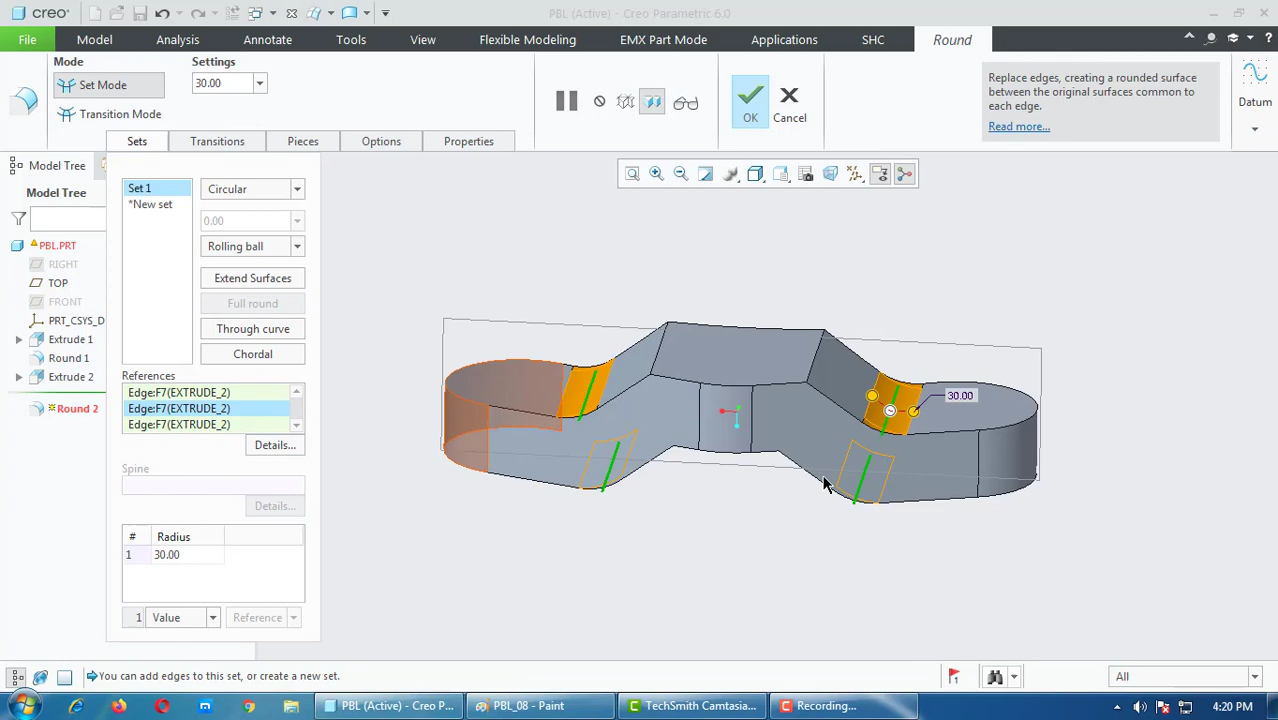 creo PBL (Active) - Creo Parametric 6.0
File Model Analysis Annotate Tools View Flexible Modeling EMX Part Mode Applications SHC Round
Mode Settings
Set Mode 30.00
Transition Mode
OK Cancel
Replace edges, creating a rounded surface
between the original surfaces common to
each edge.
Read more...
Datum
Sets Transitions Pieces Options Properties
Model Tree
Model Tree
PBL.PRT
RIGHT
TOP
FRONT
PRT_CSYS_D
Extrude 1
Round 1
Extrude 2
Round 2
Set 1
*New set
Circular
0.00
Rolling ball
Extend Surfaces
Full round
Through curve
Chordal
References
Edge:F7(EXTRUDE_2)
Edge:F7(EXTRUDE_2)
Edge:F7(EXTRUDE_2)
Details...
Spine
Details...
# Radius
1 30.00
1 Value Reference
30.00
You can add edges to this set, or create a new set.
1
All
PBL (Active) - Creo P...
PBL_08 - Paint
TechSmith Camtasia...
Recording...
4:20 PM